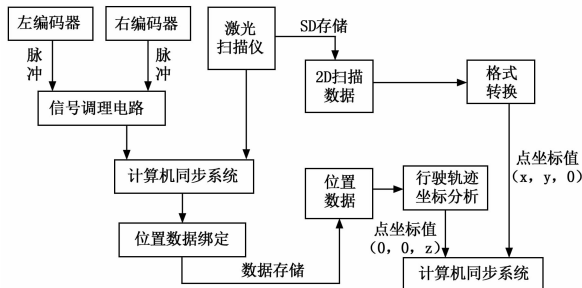 左编码器
右编码器
激光
扫描仪
SD存储
脉
冲
脉
冲
2D扫描
数据
格式
转换
信号调理电路
点坐标值
(x, y, 0)
计算机同步系统
位置
数据
行驶轨迹
坐标分析
位置数据绑定
点坐标值
(0, 0, z)
数据存储
计算机同步系统